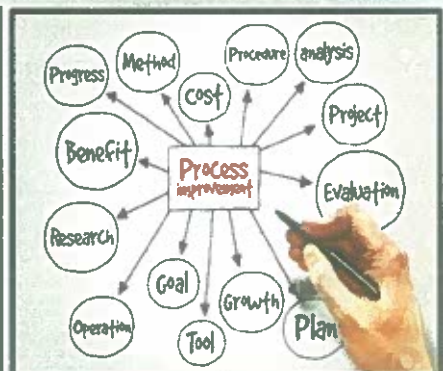 Progress
Method
Cost
Procedure
analysis
Project
Benefit
Process
improvement
Evaluation
Research
Goal
Growth
Operation
Tool
Plan